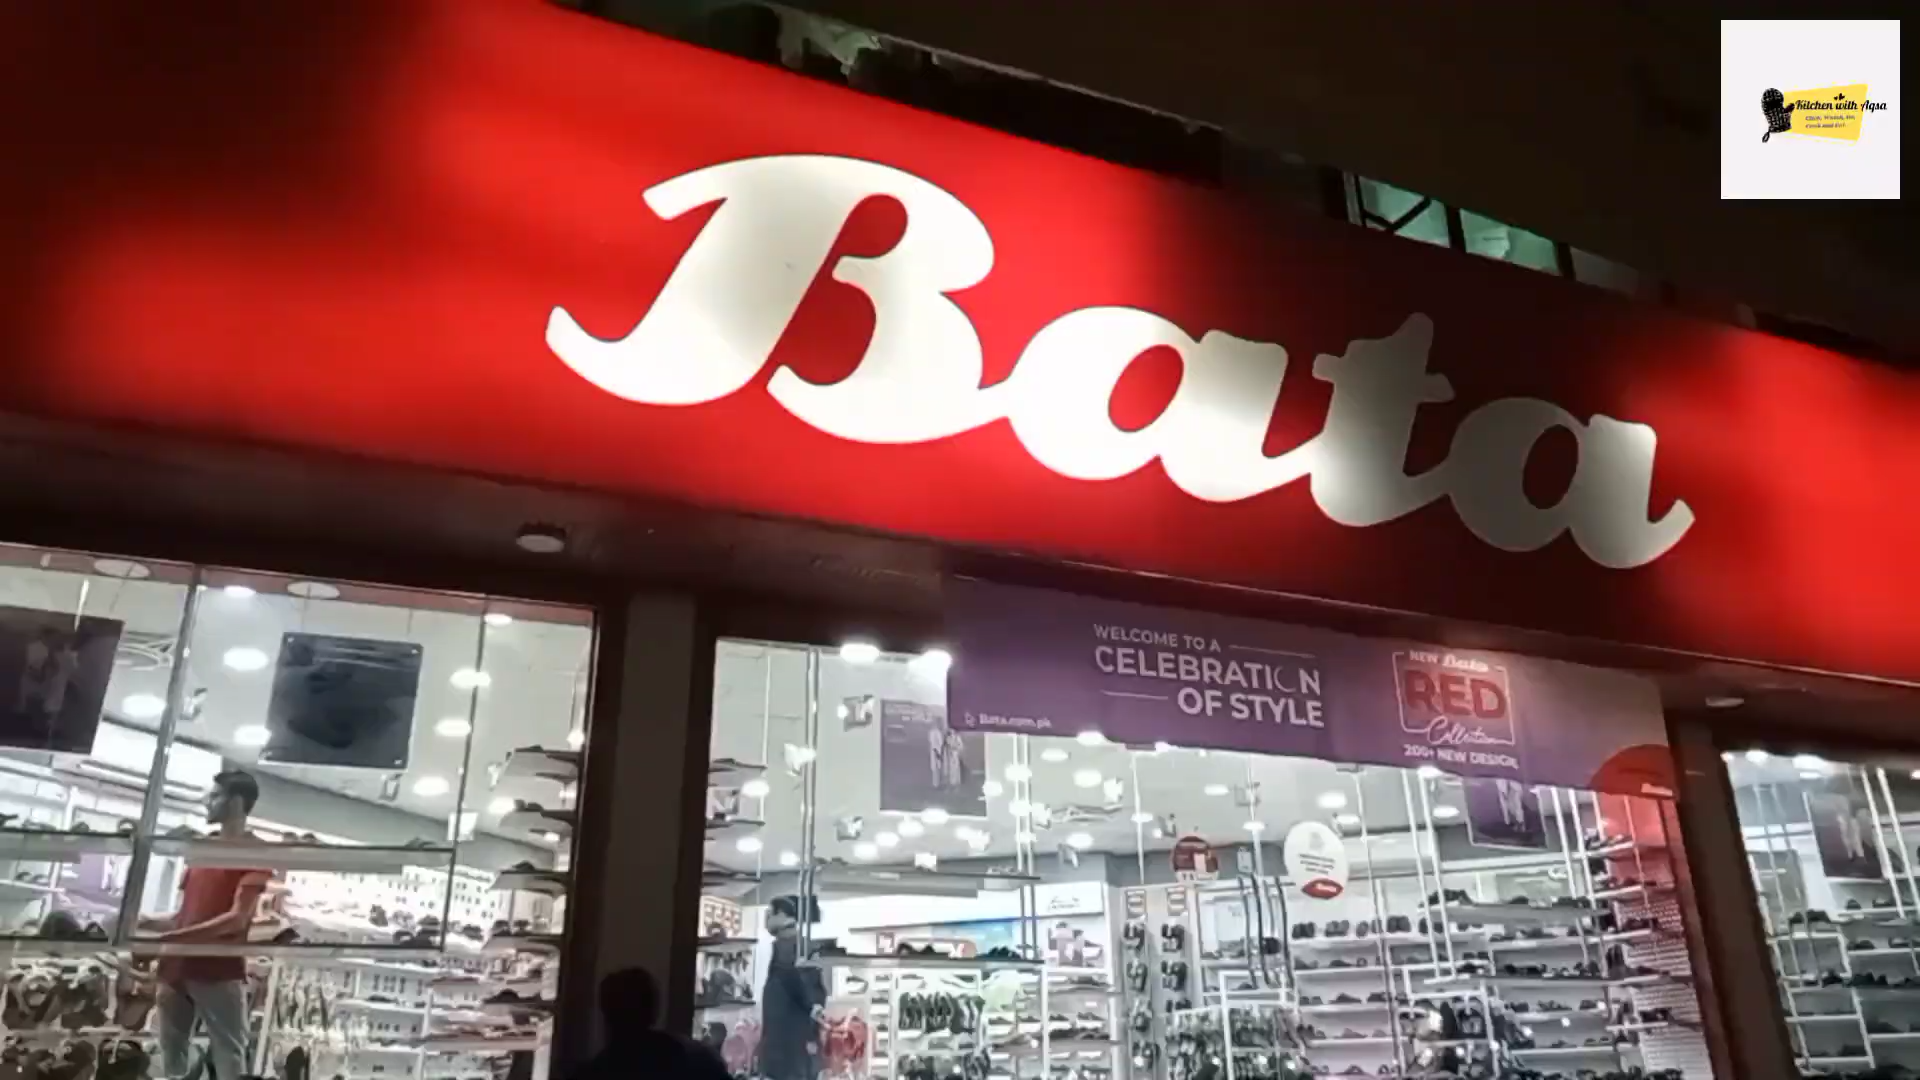 Bata
Kitchen with Aqsa
WELCOME TO A
CELEBRATION
OF STYLE
Bata.com.pk
NEW Bata
RED
Collection
200+ NEW DESIGN